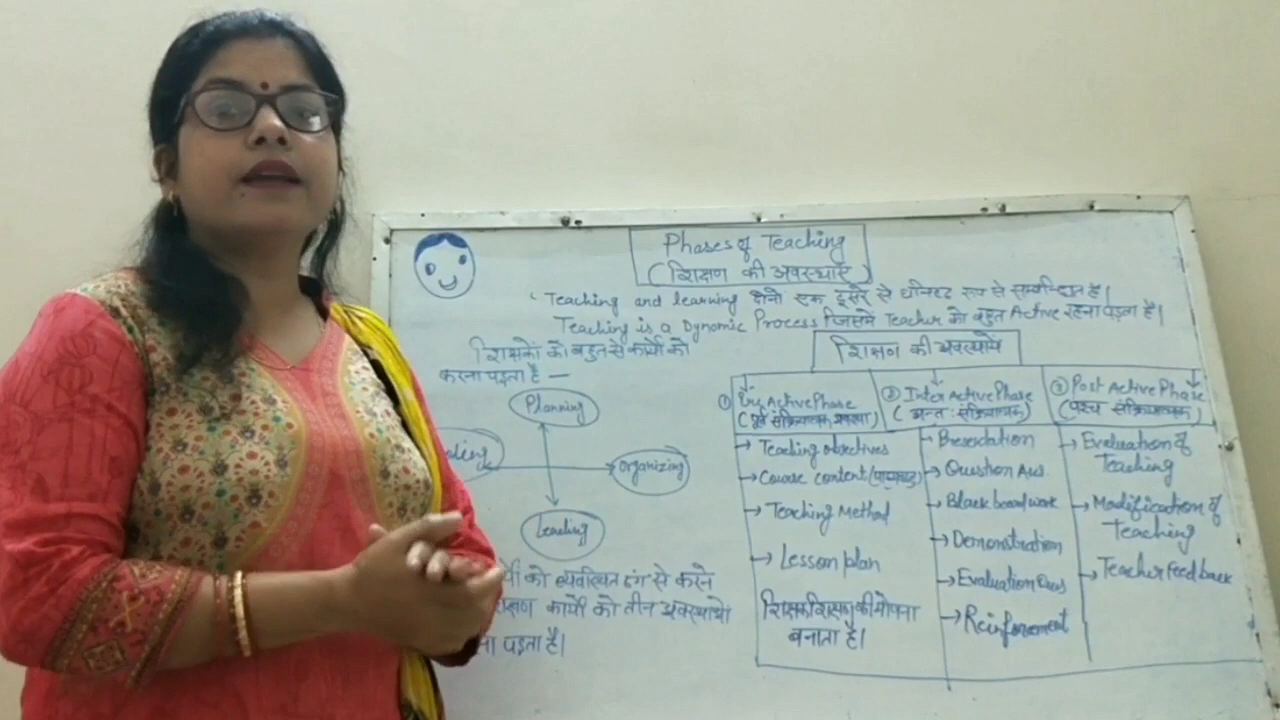 Phases of Teaching
(शिक्षण की अवस्थाएँ)
Teaching and learning दोनो एक दूसरे से घनिष्ट रूप से सम्बन्धित है।
Teaching is a Dynamic Process जिसमे Teacher को बहुत Active रहना पड़ता है।
शिक्षकों को बहुत से कार्यो को
करना पड़ता है —
Planning
Organizing
Leading
को व्यवस्थित ढंग से करने
कार्यो को तीन अवस्थाओ
पड़ता है।
शिक्षण की अवस्थायें
① Pre Active Phase
(पूर्व संक्रियात्मक अवस्था)
→ Teaching objectives
→ Course content (पाठ्यवस्तु)
→ Teaching Method
→ Lesson plan
शिक्षक शिक्षण की योजना
बनाता है।
② Inter Active Phase
(अन्तः संक्रियात्मक)
→ Presentation
→ Question Aus.
→ Black board work
→ Demonstration
→ Evaluation Ques
→ Reinforement
③ Post Active Phase
(पश्च संक्रियात्मक)
→ Evaluation of
Teaching
→ Modification of
Teaching
→ Teacher Feed back